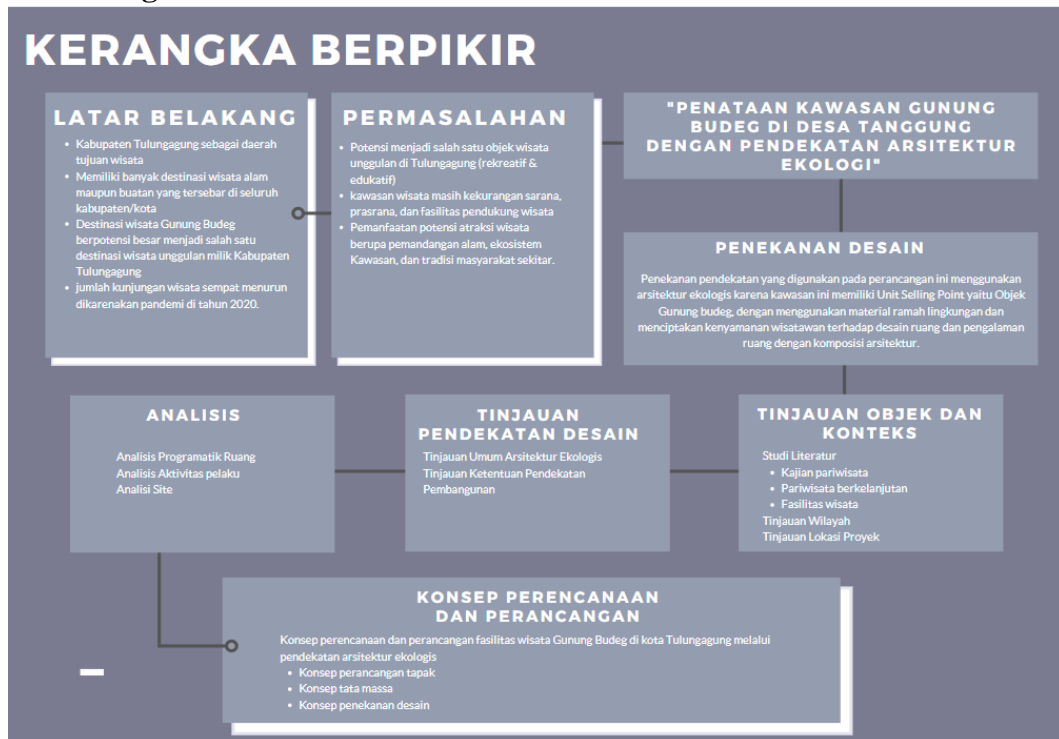 KERANGKA BERPIKIR
LATAR BELAKANG
• Kabupaten Tulungagung sebagai daerah
tujuan wisata
• Memiliki banyak destinasi wisata alam
maupun buatan yang tersebar di seluruh
kabupaten/kota
• Destinasi wisata Gunung Budeg
berpotensi besar menjadi salah satu
destinasi wisata unggulan milik Kabupaten
Tulungagung
• jumlah kunjungan wisata sempat menurun
dikarenakan pandemi di tahun 2020.
PERMASALAHAN
• Potensi menjadi salah satu objek wisata
unggulan di Tulungagung (rekreatif &
edukatif)
• kawasan wisata masih kekurangan sarana,
prasrana, dan fasilitas pendukung wisata
• Pemanfaatan potensi atraksi wisata
berupa pemandangan alam, ekosistem
Kawasan, dan tradisi masyarakat sekitar.
"PENATAAN KAWASAN GUNUNG
BUDEG DI DESA TANGGUNG
DENGAN PENDEKATAN ARSITEKTUR
EKOLOGI"
PENEKANAN DESAIN
Penekanan pendekatan yang digunakan pada perancangan ini menggunakan
arsitektur ekologis karena kawasan ini memiliki Unit Selling Point yaitu Objek
Gunung budeg, dengan menggunakan material ramah lingkungan dan
menciptakan kenyamanan wisatawan terhadap desain ruang dan pengalaman
ruang dengan komposisi arsitektur.
TINJAUAN OBJEK DAN
KONTEKS
Studi Literatur
• Kajian pariwisata
• Pariwisata berkelanjutan
• Fasilitas wisata
Tinjauan Wilayah
Tinjauan Lokasi Proyek
TINJAUAN
PENDEKATAN DESAIN
Tinjauan Umum Arsitektur Ekologis
Tinjauan Ketentuan Pendekatan
Pembangunan
ANALISIS
Analisis Programatik Ruang
Analisis Aktivitas pelaku
Analisi Site
KONSEP PERENCANAAN
DAN PERANCANGAN
Konsep perencanaan dan perancangan fasilitas wisata Gunung Budeg di kota Tulungagung melalui
pendekatan arsitektur ekologis
• Konsep perancangan tapak
• Konsep tata massa
• Konsep penekanan desain